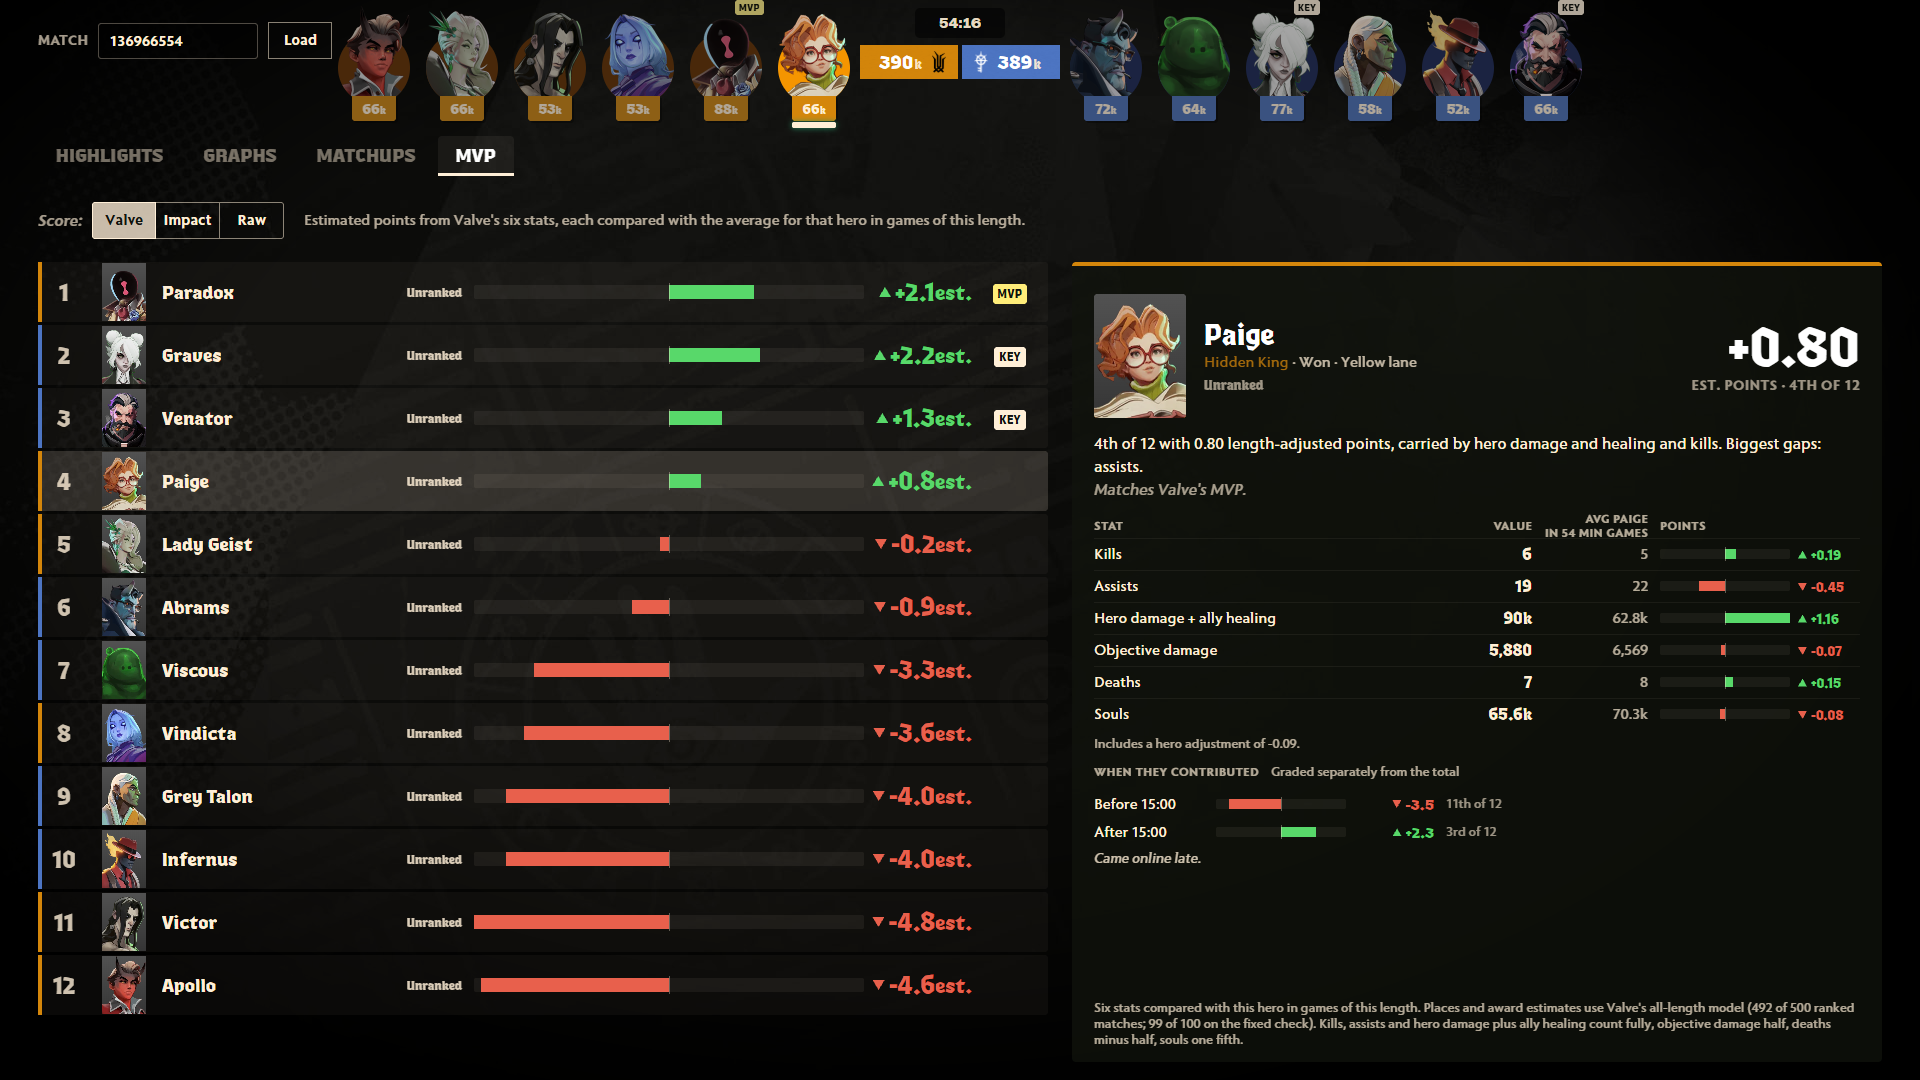 MATCH 136966554 Load
MVP KEY KEY
54:16
390k 389k
66k 66k 53k 53k 88k 66k 72k 64k 77k 58k 52k 66k
HIGHLIGHTS GRAPHS MATCHUPS MVP
Score: Valve Impact Raw Estimated points from Valve's six stats, each compared with the average for that hero in games of this length.
1 Paradox Unranked ▲+2.1est. MVP
2 Graves Unranked ▲+2.2est. KEY
3 Venator Unranked ▲+1.3est. KEY
4 Paige Unranked ▲+0.8est.
5 Lady Geist Unranked ▼-0.2est.
6 Abrams Unranked ▼-0.9est.
7 Viscous Unranked ▼-3.3est.
8 Vindicta Unranked ▼-3.6est.
9 Grey Talon Unranked ▼-4.0est.
10 Infernus Unranked ▼-4.0est.
11 Victor Unranked ▼-4.8est.
12 Apollo Unranked ▼-4.6est.
Paige
Hidden King · Won · Yellow lane
Unranked
+0.80
EST. POINTS · 4TH OF 12
4th of 12 with 0.80 length-adjusted points, carried by hero damage and healing and kills. Biggest gaps:
assists.
Matches Valve's MVP.
STAT VALUE AVG PAIGE IN 54 MIN GAMES POINTS
Kills 6 5 ▲+0.19
Assists 19 22 ▼-0.45
Hero damage + ally healing 90k 62.8k ▲+1.16
Objective damage 5,880 6,569 ▼-0.07
Deaths 7 8 ▲+0.15
Souls 65.6k 70.3k ▼-0.08
Includes a hero adjustment of -0.09.
WHEN THEY CONTRIBUTED Graded separately from the total
Before 15:00 ▼-3.5 11th of 12
After 15:00 ▲+2.3 3rd of 12
Came online late.
Six stats compared with this hero in games of this length. Places and award estimates use Valve's all-length model (492 of 500 ranked
matches; 99 of 100 on the fixed check). Kills, assists and hero damage plus ally healing count fully, objective damage half, deaths
minus half, souls one fifth.